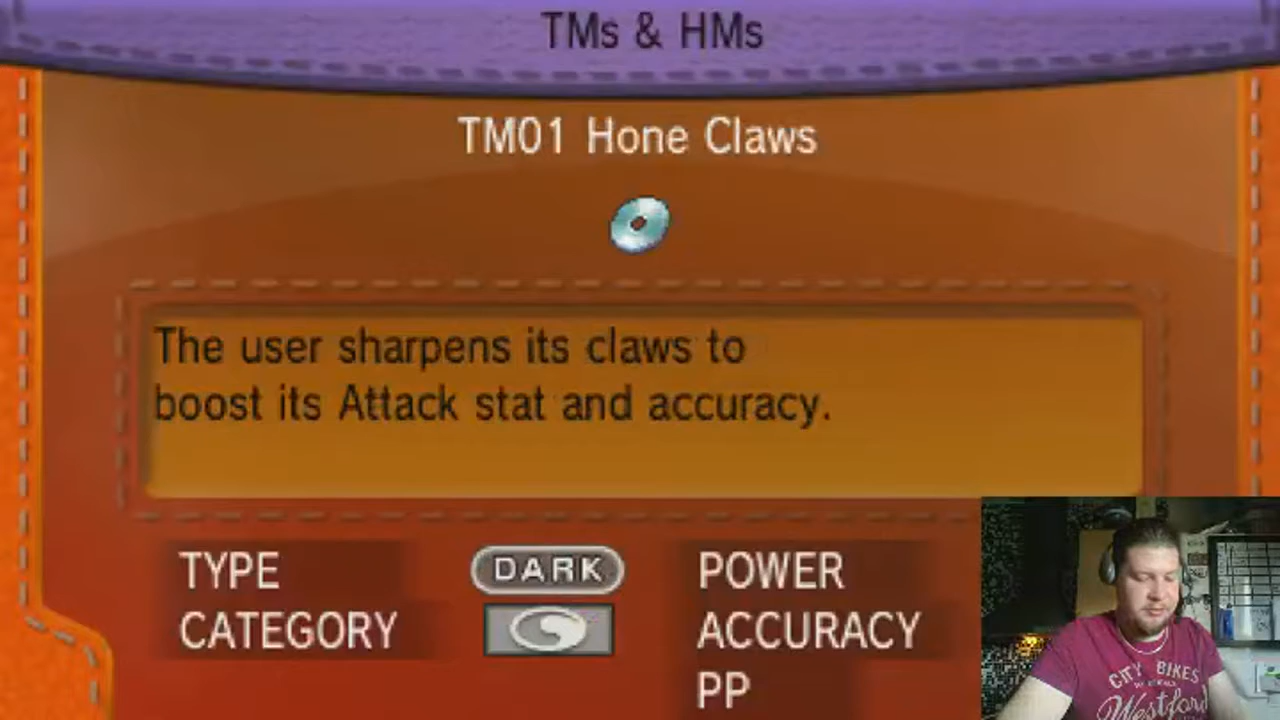 TMs & HMs
TM01 Hone Claws
The user sharpens its claws to
boost its Attack stat and accuracy.
TYPE DARK POWER
CATEGORY ACCURACY
PP
CITY BIKES
Westford